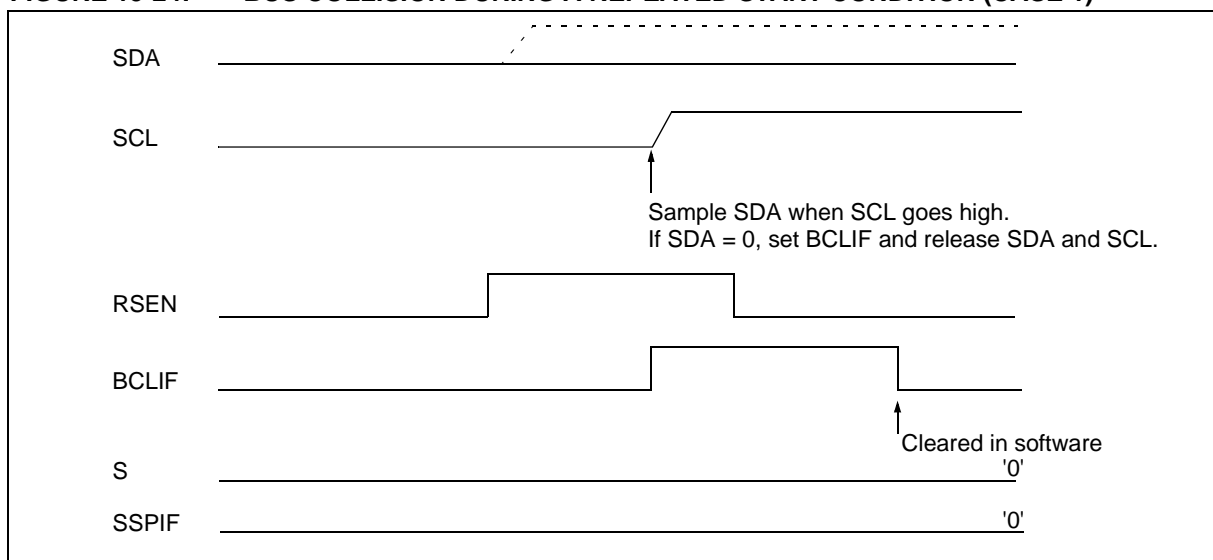 SDA
SCL
Sample SDA when SCL goes high.
If SDA = 0, set BCLIF and release SDA and SCL.
RSEN
BCLIF
Cleared in software
S
'0'
SSPIF
'0'